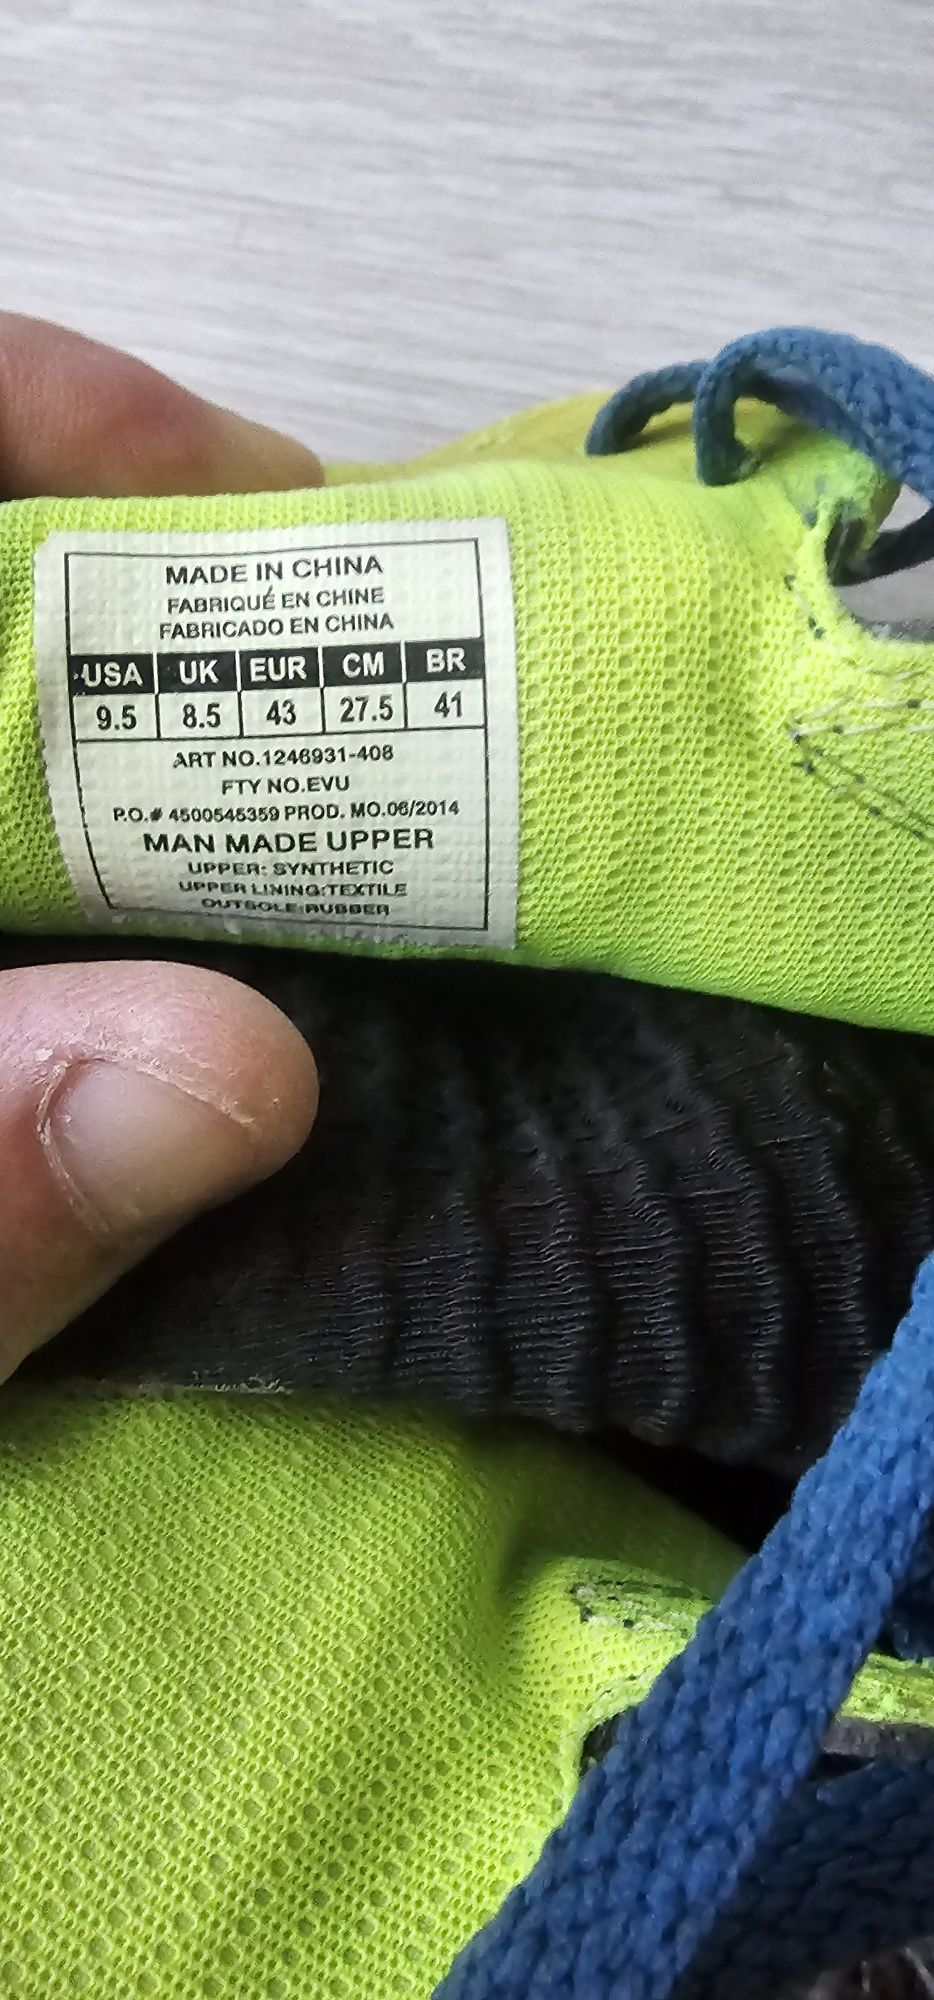 MADE IN CHINA
FABRIQUÉ EN CHINE
FABRICADO EN CHINA
USA UK EUR CM BR
9.5 8.5 43 27.5 41
ART NO.1246931-408
FTY NO.EVU
P.O.# 4500545359 PROD. MO.06/2014
MAN MADE UPPER
UPPER: SYNTHETIC
UPPER LINING:TEXTILE
OUTSOLE:RUBBER